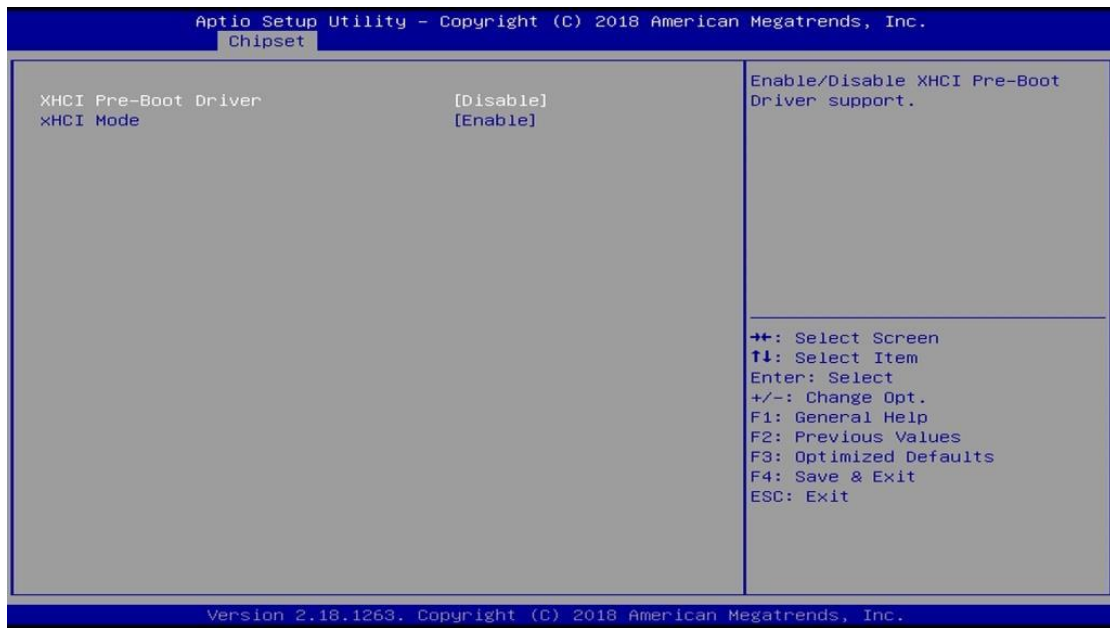 Aptio Setup Utility – Copyright (C) 2018 American Megatrends, Inc.
Chipset
XHCI Pre-Boot Driver [Disable]
xHCI Mode [Enable]
Enable/Disable XHCI Pre-Boot
Driver support.
→←: Select Screen
↑↓: Select Item
Enter: Select
+/-: Change Opt.
F1: General Help
F2: Previous Values
F3: Optimized Defaults
F4: Save & Exit
ESC: Exit
Version 2.18.1263. Copyright (C) 2018 American Megatrends, Inc.